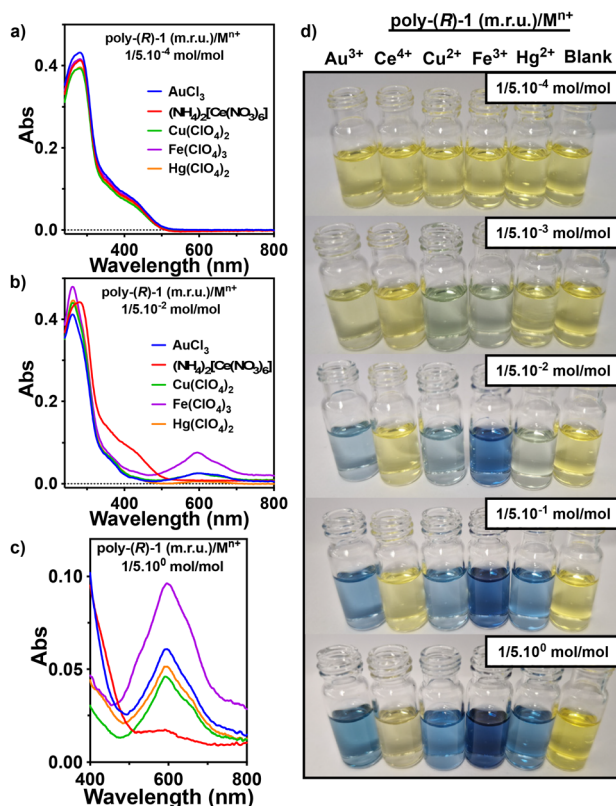 a)
poly-(R)-1 (m.r.u.)/Mⁿ⁺
1/5.10⁻⁴ mol/mol
AuCl₃
(NH₄)₂[Ce(NO₃)₆]
Cu(ClO₄)₂
Fe(ClO₄)₃
Hg(ClO₄)₂
Abs
0.4
0.2
0.0
400 600 800
Wavelength (nm)
b)
poly-(R)-1 (m.r.u.)/Mⁿ⁺
1/5.10⁻² mol/mol
AuCl₃
(NH₄)₂[Ce(NO₃)₆]
Cu(ClO₄)₂
Fe(ClO₄)₃
Hg(ClO₄)₂
Abs
0.4
0.2
0.0
400 600 800
Wavelength (nm)
c)
poly-(R)-1 (m.r.u.)/Mⁿ⁺
1/5.10⁰ mol/mol
Abs
0.10
0.05
0.00
400 600 800
Wavelength (nm)
d)
poly-(R)-1 (m.r.u.)/Mⁿ⁺
Au³⁺ Ce⁴⁺ Cu²⁺ Fe³⁺ Hg²⁺ Blank
1/5.10⁻⁴ mol/mol
1/5.10⁻³ mol/mol
1/5.10⁻² mol/mol
1/5.10⁻¹ mol/mol
1/5.10⁰ mol/mol